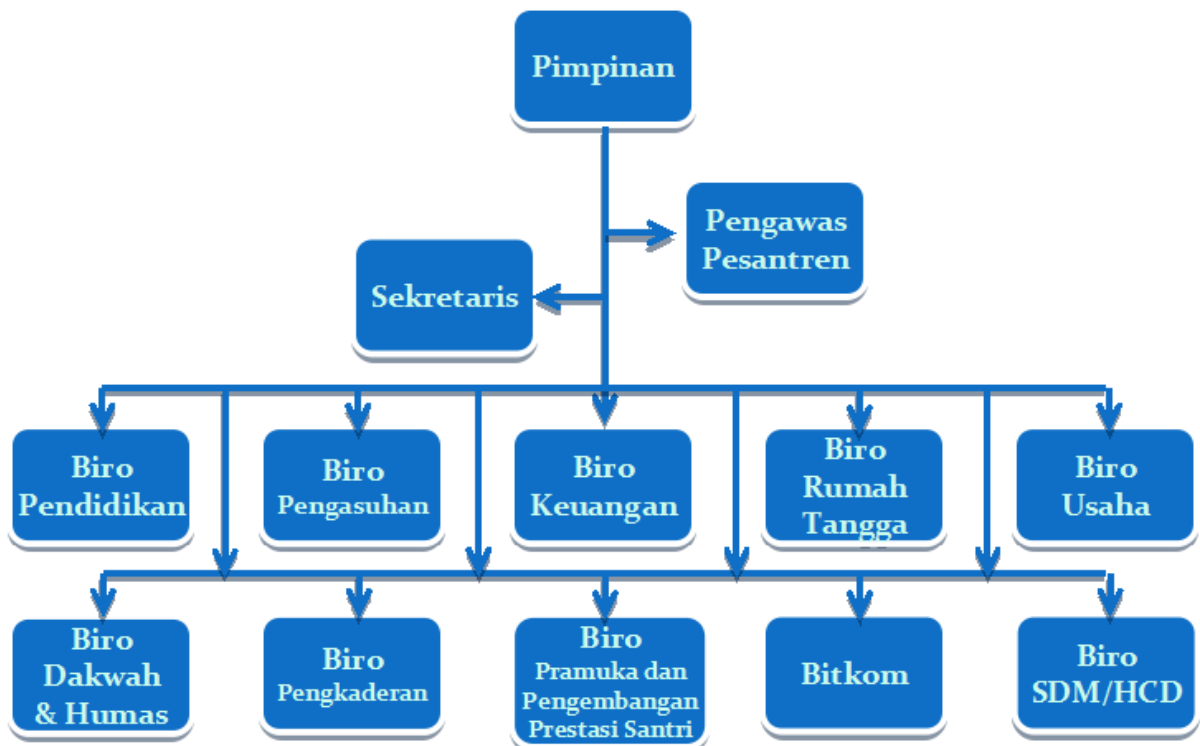 Pimpinan
Pengawas
Pesantren
Sekretaris
Biro
Pendidikan
Biro
Pengasuhan
Biro
Keuangan
Biro
Rumah
Tangga
Biro
Usaha
Biro
Dakwah
& Humas
Biro
Pengkaderan
Biro
Pramuka dan
Pengembangan
Prestasi Santri
Bitkom
Biro
SDM/HCD